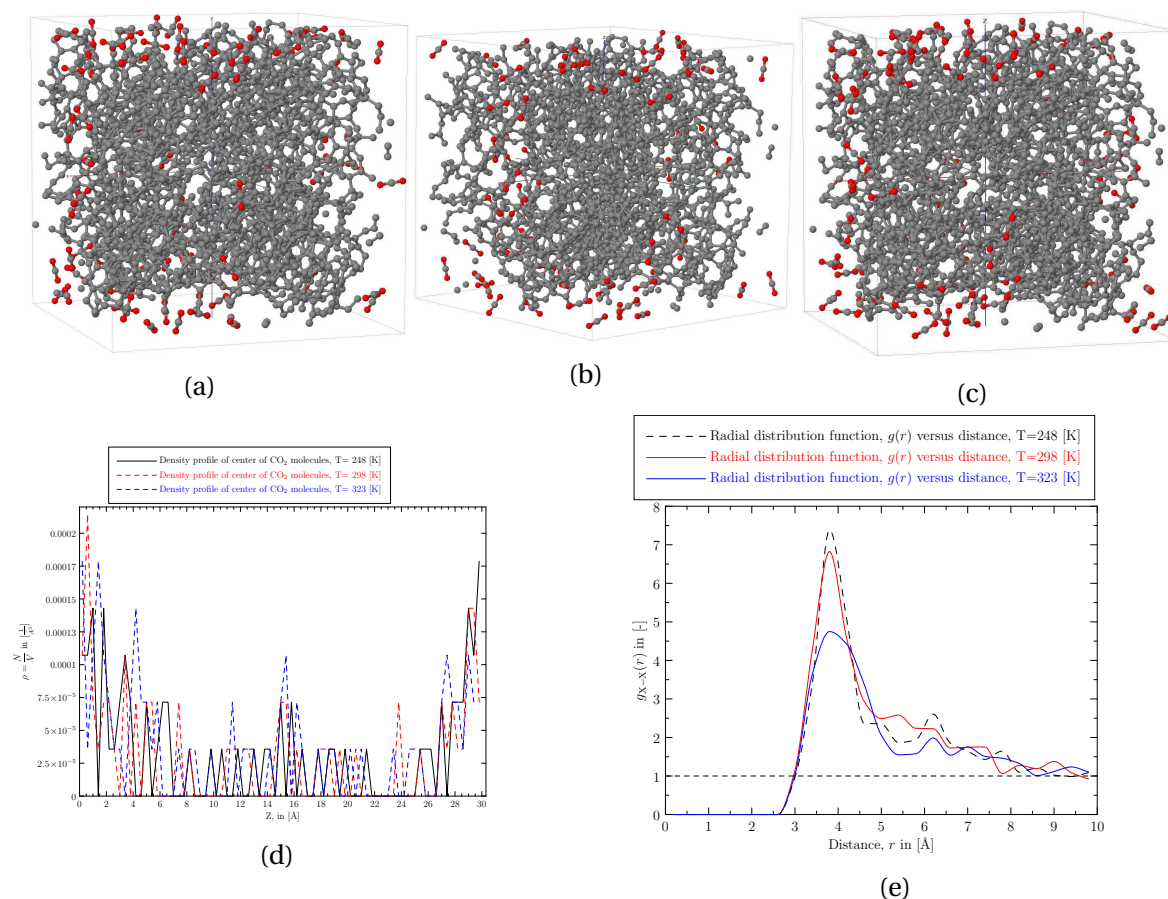 z
z
z
(a)
(b)
(c)
Density profile of center of CO₂ molecules, T= 248 [K]
Density profile of center of CO₂ molecules, T= 298 [K]
Density profile of center of CO₂ molecules, T= 323 [K]
0.0002
0.00017
0.00015
0.00013
0.0001
7.5×10⁻⁵
5×10⁻⁵
2.5×10⁻⁵
0
ρ = N/V in [1/Å³]
0 2 4 6 8 10 12 14 16 18 20 22 24 26 28 30
Z, in [Å]
(d)
Radial distribution function, g(r) versus distance, T=248 [K]
Radial distribution function, g(r) versus distance, T=298 [K]
Radial distribution function, g(r) versus distance, T=323 [K]
8
7
6
5
4
3
2
1
0
gX−X(r) in [-]
0 1 2 3 4 5 6 7 8 9 10
Distance, r in [Å]
(e)